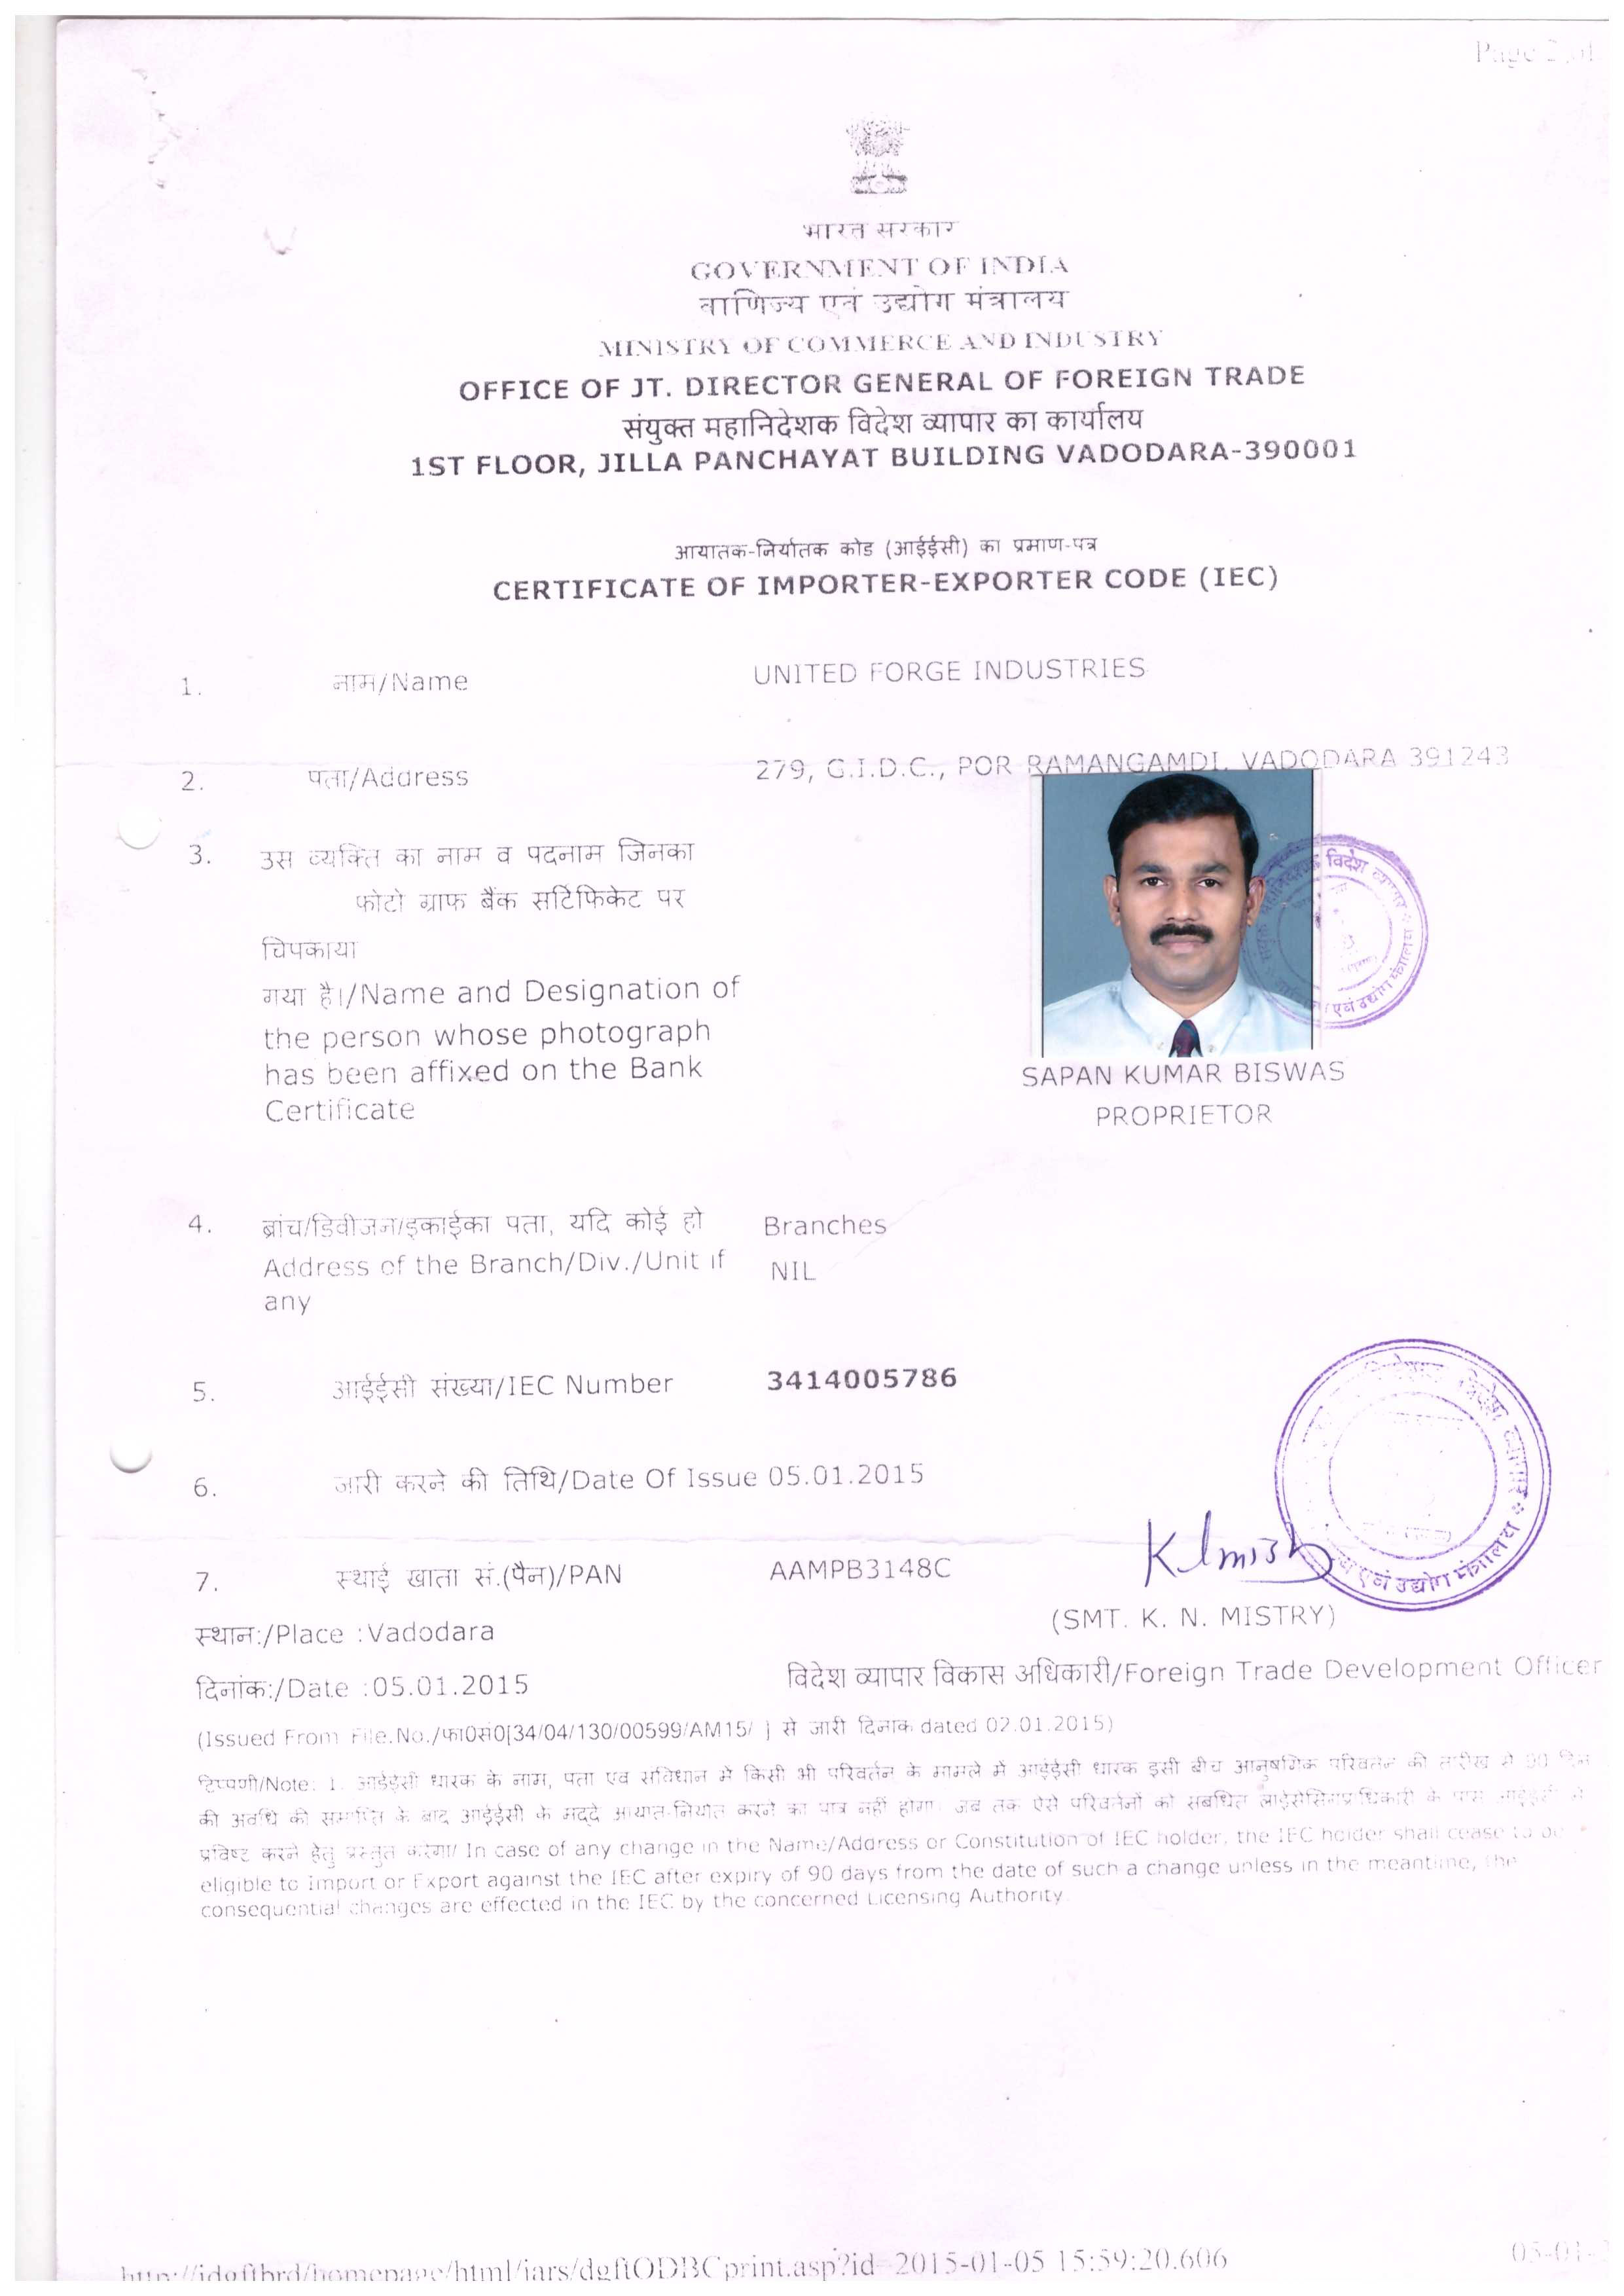 Page 2 of
भारत सरकार
GOVERNMENT OF INDIA
वाणिज्य एवं उद्योग मंत्रालय
MINISTRY OF COMMERCE AND INDUSTRY
OFFICE OF JT. DIRECTOR GENERAL OF FOREIGN TRADE
संयुक्त महानिदेशक विदेश व्यापार का कार्यालय
1ST FLOOR, JILLA PANCHAYAT BUILDING VADODARA-390001
आयातक-निर्यातक कोड (आईईसी) का प्रमाण-पत्र
CERTIFICATE OF IMPORTER-EXPORTER CODE (IEC)
1. नाम/Name UNITED FORGE INDUSTRIES
2. पता/Address 279, G.I.D.C., POR RAMANGAMDI, VADODARA 391243
3. उस व्यक्ति का नाम व पदनाम जिनका
फोटो ग्राफ बैंक सर्टिफिकेट पर
चिपकाया
गया है।/Name and Designation of
the person whose photograph
has been affixed on the Bank
Certificate
SAPAN KUMAR BISWAS
PROPRIETOR
4. ब्रांच/डिवीजन/इकाईका पता, यदि कोई हो Branches
Address of the Branch/Div./Unit if NIL
any
5. आईईसी संख्या/IEC Number 3414005786
6. जारी करने की तिथि/Date Of Issue 05.01.2015
7. स्थाई खाता सं.(पैन)/PAN AAMPB3148C
(SMT. K. N. MISTRY)
स्थान:/Place :Vadodara
विदेश व्यापार विकास अधिकारी/Foreign Trade Development Officer
दिनांक:/Date :05.01.2015
(Issued From File.No./फा0सं0[34/04/130/00599/AM15/ ] से जारी दिनाक dated 02.01.2015)
टिप्पणी/Note: 1. आईईसी धारक के नाम, पता एव सविधान मे किसी भी परिवर्तन के मामले मे आईईसी धारक इसी बीच आनुषगिक परिवर्तन की तारीख से 90 दिन
की अवधि की समाप्ति के बाद आईईसी के मद्दे आयात-निर्यात करने का पात्र नहीं होगा। जब तक ऐसे परिवर्तनों को सबधित लाईसेसिगप्राधिकारी के पास आईईसी मे
प्रविष्ट करने हेतु प्रस्तुत करेगा/ In case of any change in the Name/Address or Constitution of IEC holder, the IEC holder shall cease to be
eligible to Import or Export against the IEC after expiry of 90 days from the date of such a change unless in the meantime, the
consequential changes are effected in the IEC by the concerned Licensing Authority.
http://idgftbrd/homepage/html/iars/dgftODBCprint.asp?id=2015-01-05 15:59:20.606 05-01-